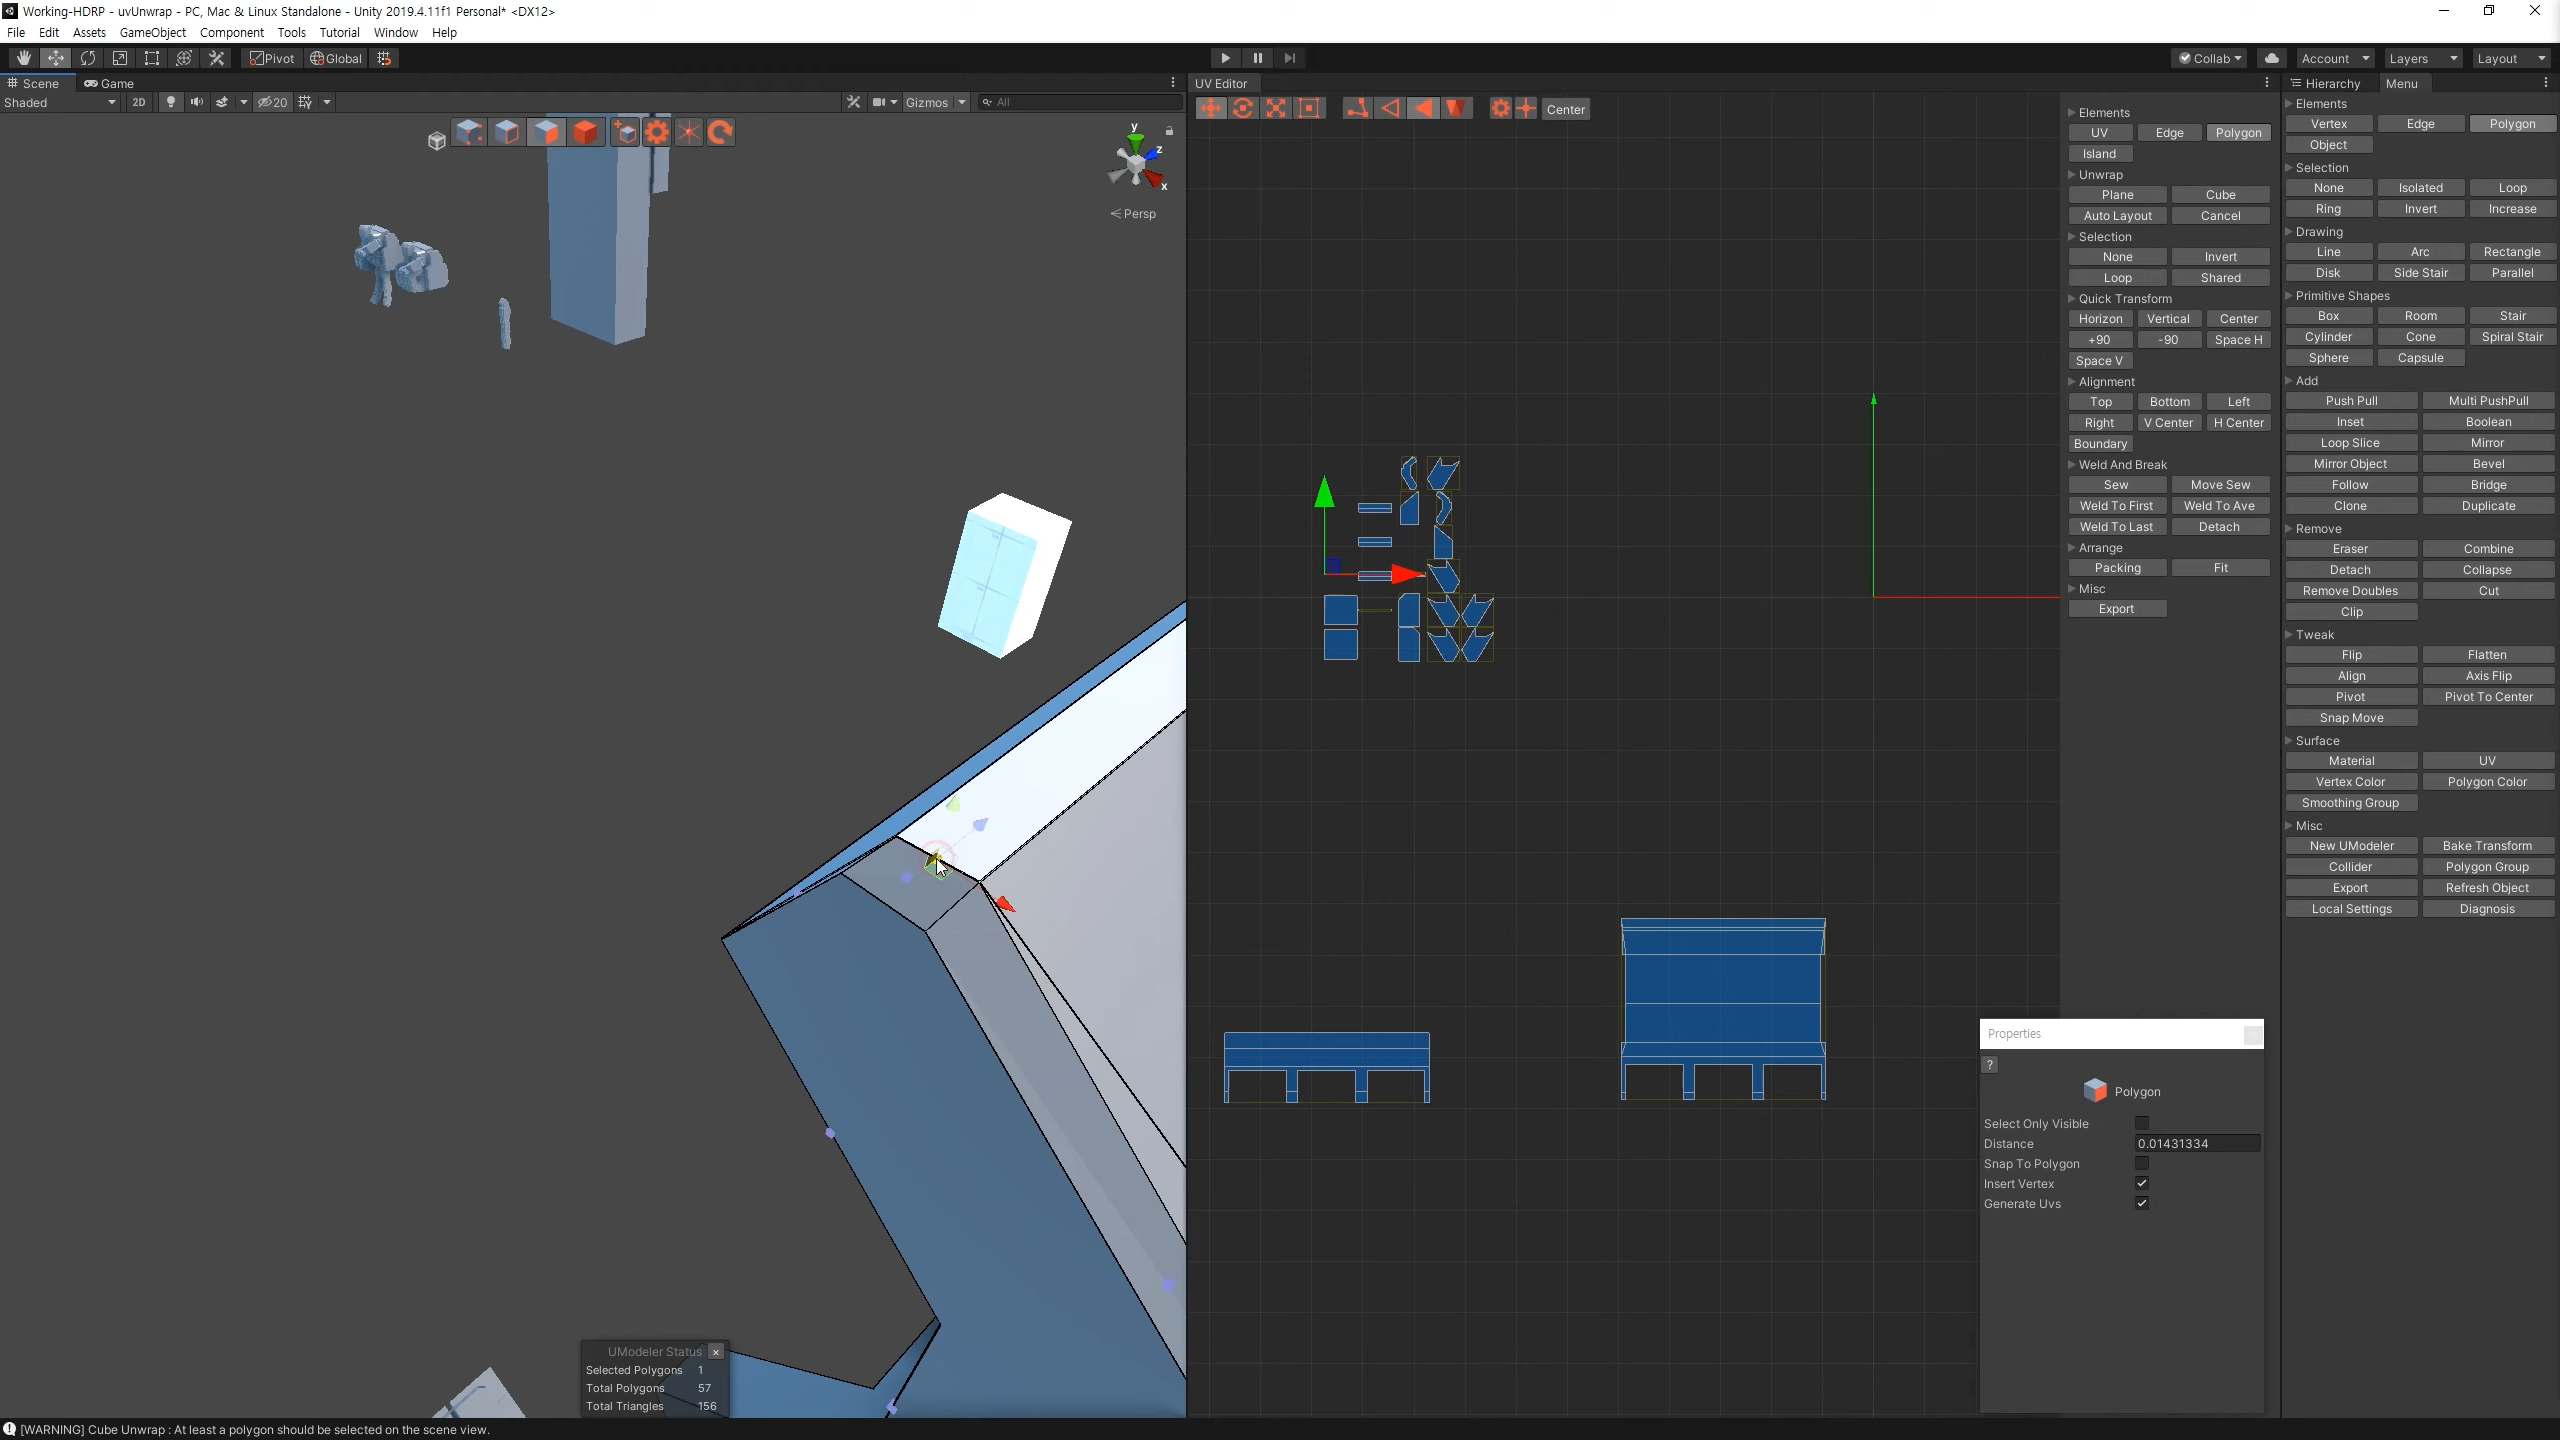 Working-HDRP - uvUnwrap - PC, Mac & Linux Standalone - Unity 2019.4.11f1 Personal* <DX12>
File Edit Assets GameObject Component Tools Tutorial Window Help
Pivot Global Collab Account Layers Layout
Scene Game UV Editor Hierarchy Menu
Shaded 2D 20 Gizmos All
Center
y
z
x
Persp
Elements
UV Edge Polygon
Island
Unwrap
Plane Cube
Auto Layout Cancel
Selection
None Invert
Loop Shared
Quick Transform
Horizon Vertical Center
+90 -90 Space H
Space V
Alignment
Top Bottom Left
Right V Center H Center
Boundary
Weld And Break
Sew Move Sew
Weld To First Weld To Ave
Weld To Last Detach
Arrange
Packing Fit
Misc
Export
Elements
Vertex Edge Polygon
Object
Selection
None Isolated Loop
Ring Invert Increase
Drawing
Line Arc Rectangle
Disk Side Stair Parallel
Primitive Shapes
Box Room Stair
Cylinder Cone Spiral Stair
Sphere Capsule
Add
Push Pull Multi PushPull
Inset Boolean
Loop Slice Mirror
Mirror Object Bevel
Follow Bridge
Clone Duplicate
Remove
Eraser Combine
Detach Collapse
Remove Doubles Cut
Clip
Tweak
Flip Flatten
Align Axis Flip
Pivot Pivot To Center
Snap Move
Surface
Material UV
Vertex Color Polygon Color
Smoothing Group
Misc
New UModeler Bake Transform
Collider Polygon Group
Export Refresh Object
Local Settings Diagnosis
Properties
?
Polygon
Select Only Visible
Distance 0.01431334
Snap To Polygon
Insert Vertex
Generate Uvs
UModeler Status
Selected Polygons 1
Total Polygons 57
Total Triangles 156
[WARNING] Cube Unwrap : At least a polygon should be selected on the scene view.